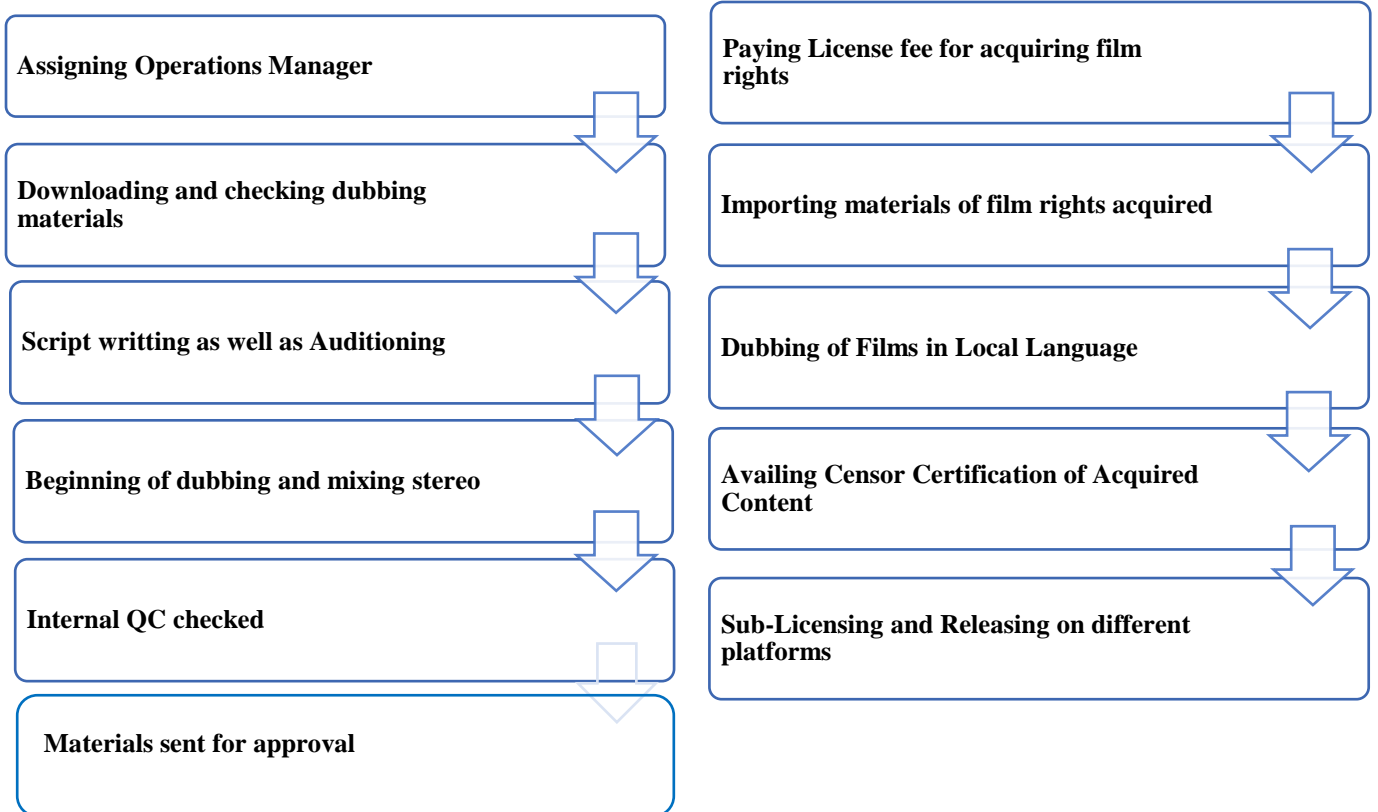 Assigning Operations Manager
Downloading and checking dubbing
materials
Script writting as well as Auditioning
Beginning of dubbing and mixing stereo
Internal QC checked
Materials sent for approval
Paying License fee for acquiring film
rights
Importing materials of film rights acquired
Dubbing of Films in Local Language
Availing Censor Certification of Acquired
Content
Sub-Licensing and Releasing on different
platforms